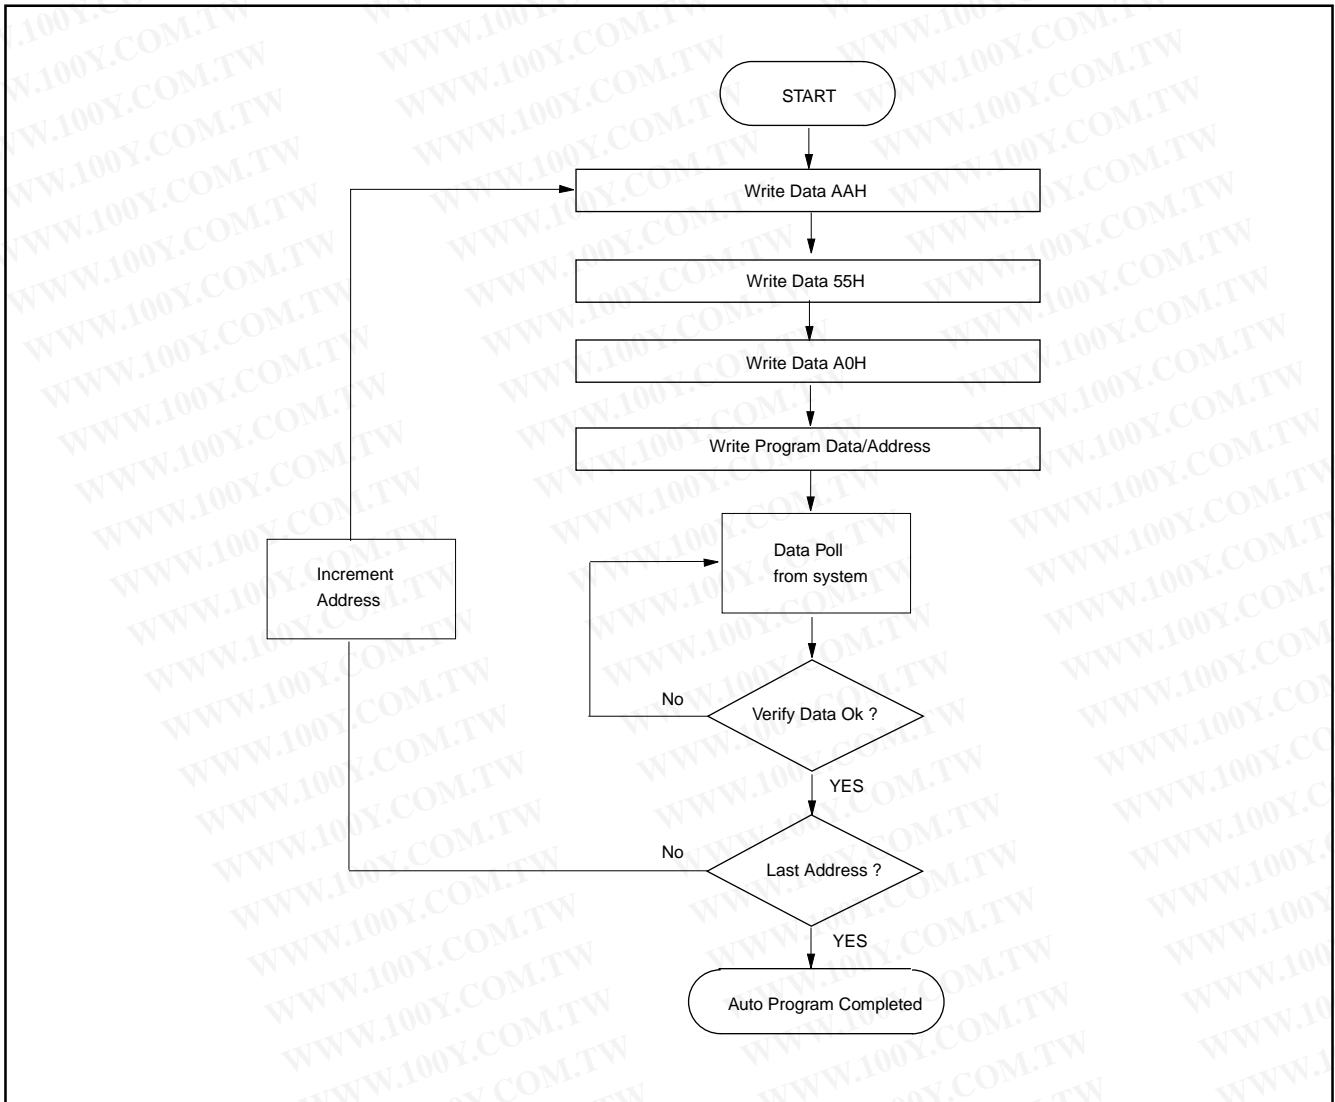 START
Write Data AAH
Write Data 55H
Write Data A0H
Write Program Data/Address
Data Poll
from system
Increment
Address
No
Verify Data Ok ?
YES
No
Last Address ?
YES
Auto Program Completed
WWW.100Y.COM.TW